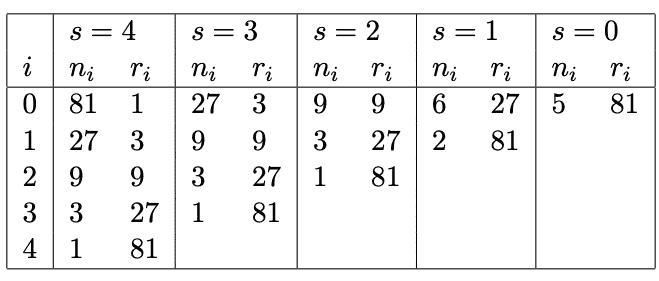 s = 4 s = 3 s = 2 s = 1 s = 0
i n_i r_i n_i r_i n_i r_i n_i r_i n_i r_i
0 81 1 27 3 9 9 6 27 5 81
1 27 3 9 9 3 27 2 81
2 9 9 3 27 1 81
3 3 27 1 81
4 1 81